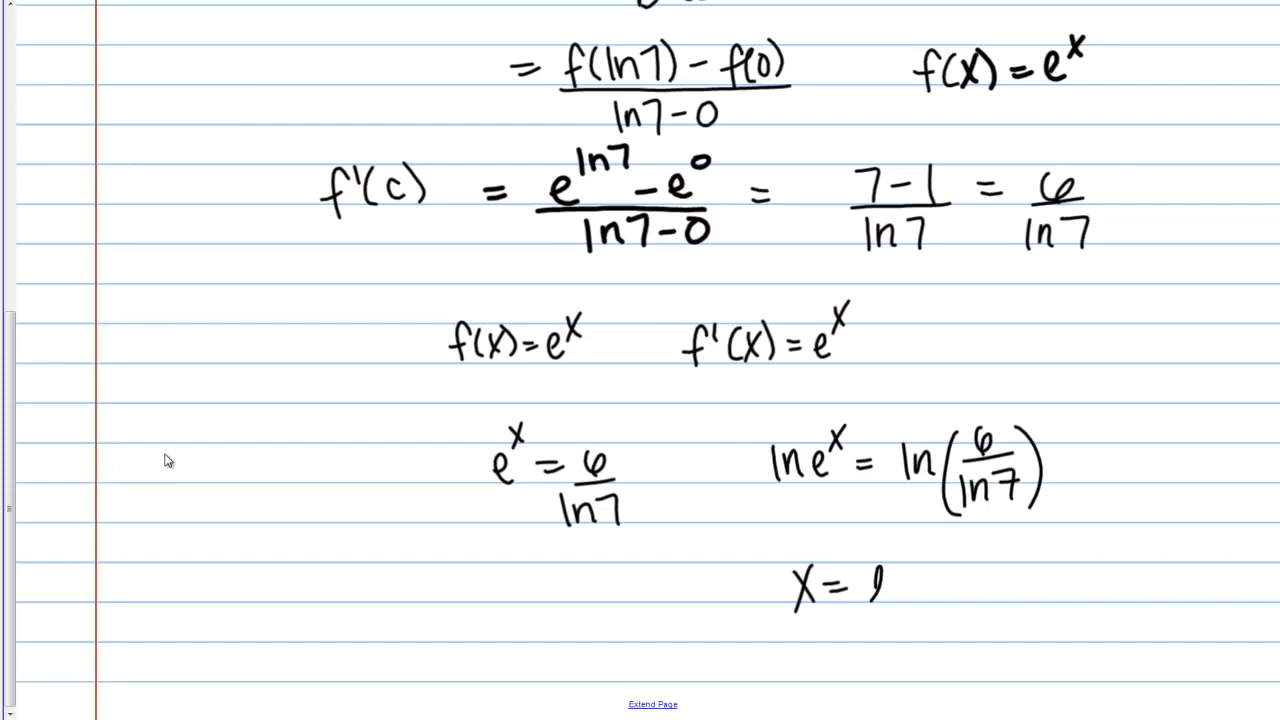 = f(ln7) - f(0) / ln7 - 0    f(x) = e^x
f'(c) = e^ln7 - e^0 / ln7 - 0 = 7 - 1 / ln7 = 6 / ln7
f(x) = e^x    f'(x) = e^x
e^x = 6 / ln7    ln e^x = ln(6 / ln7)
x =
Extend Page